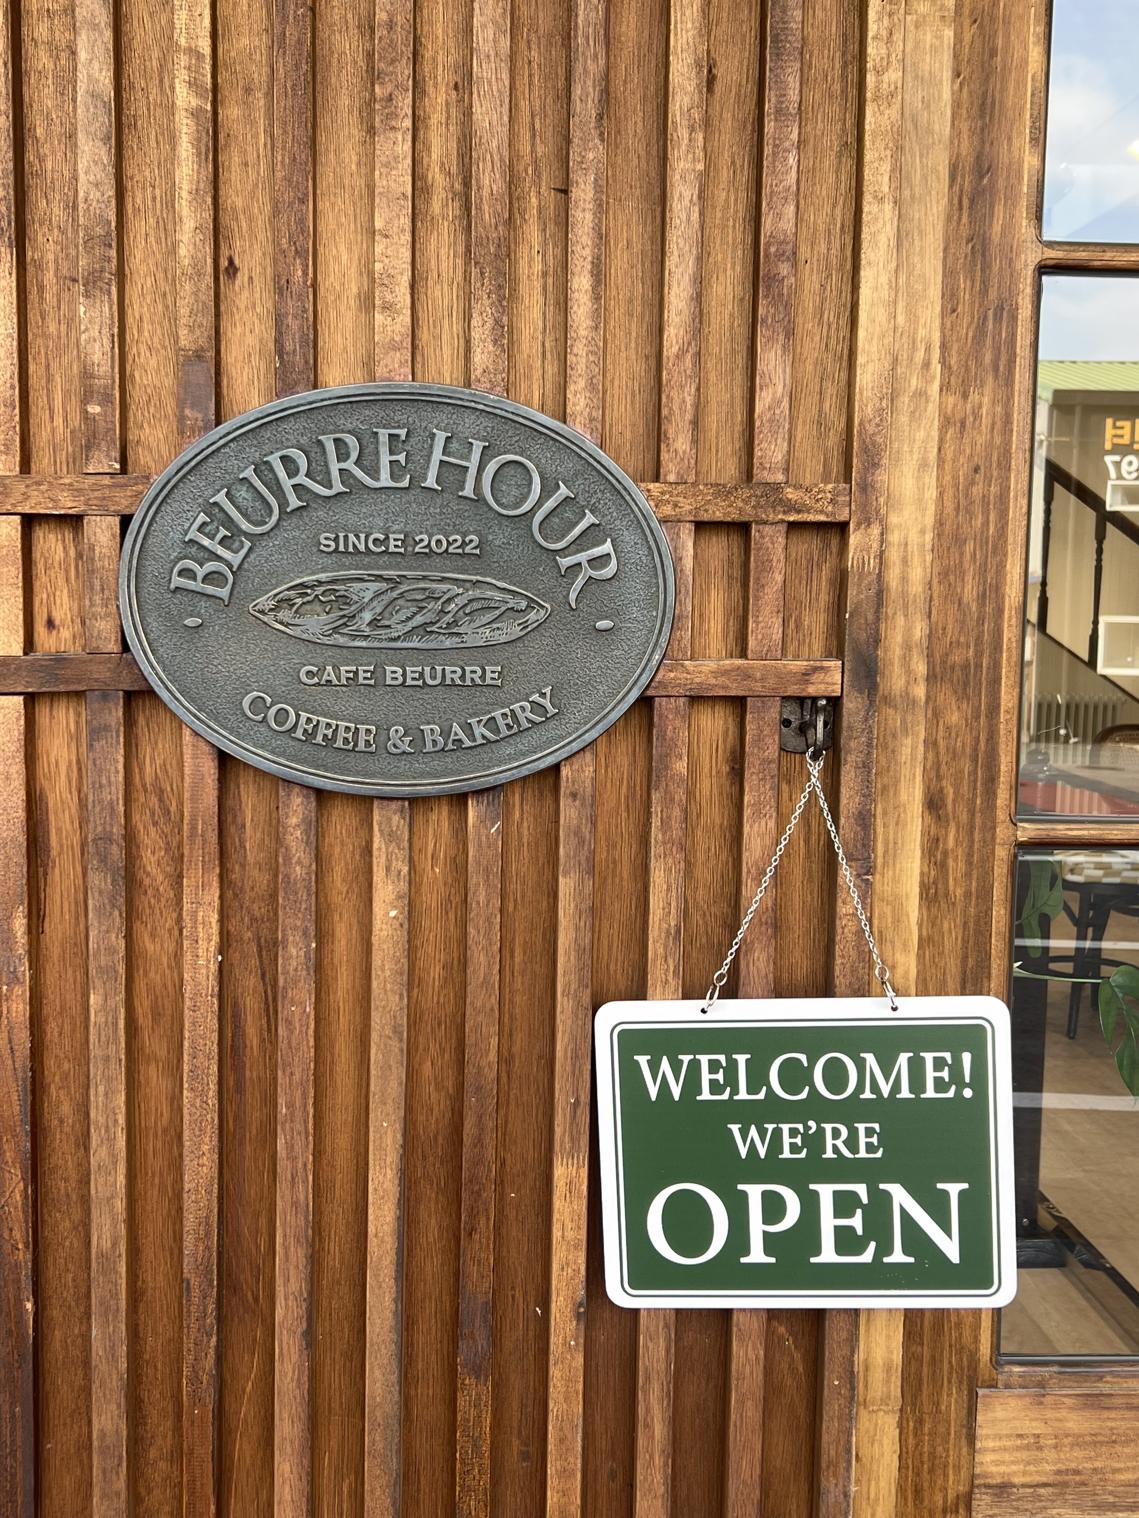 BEURRE HOUR
SINCE 2022
CAFE BEURRE
COFFEE & BAKERY
WELCOME!
WE'RE
OPEN